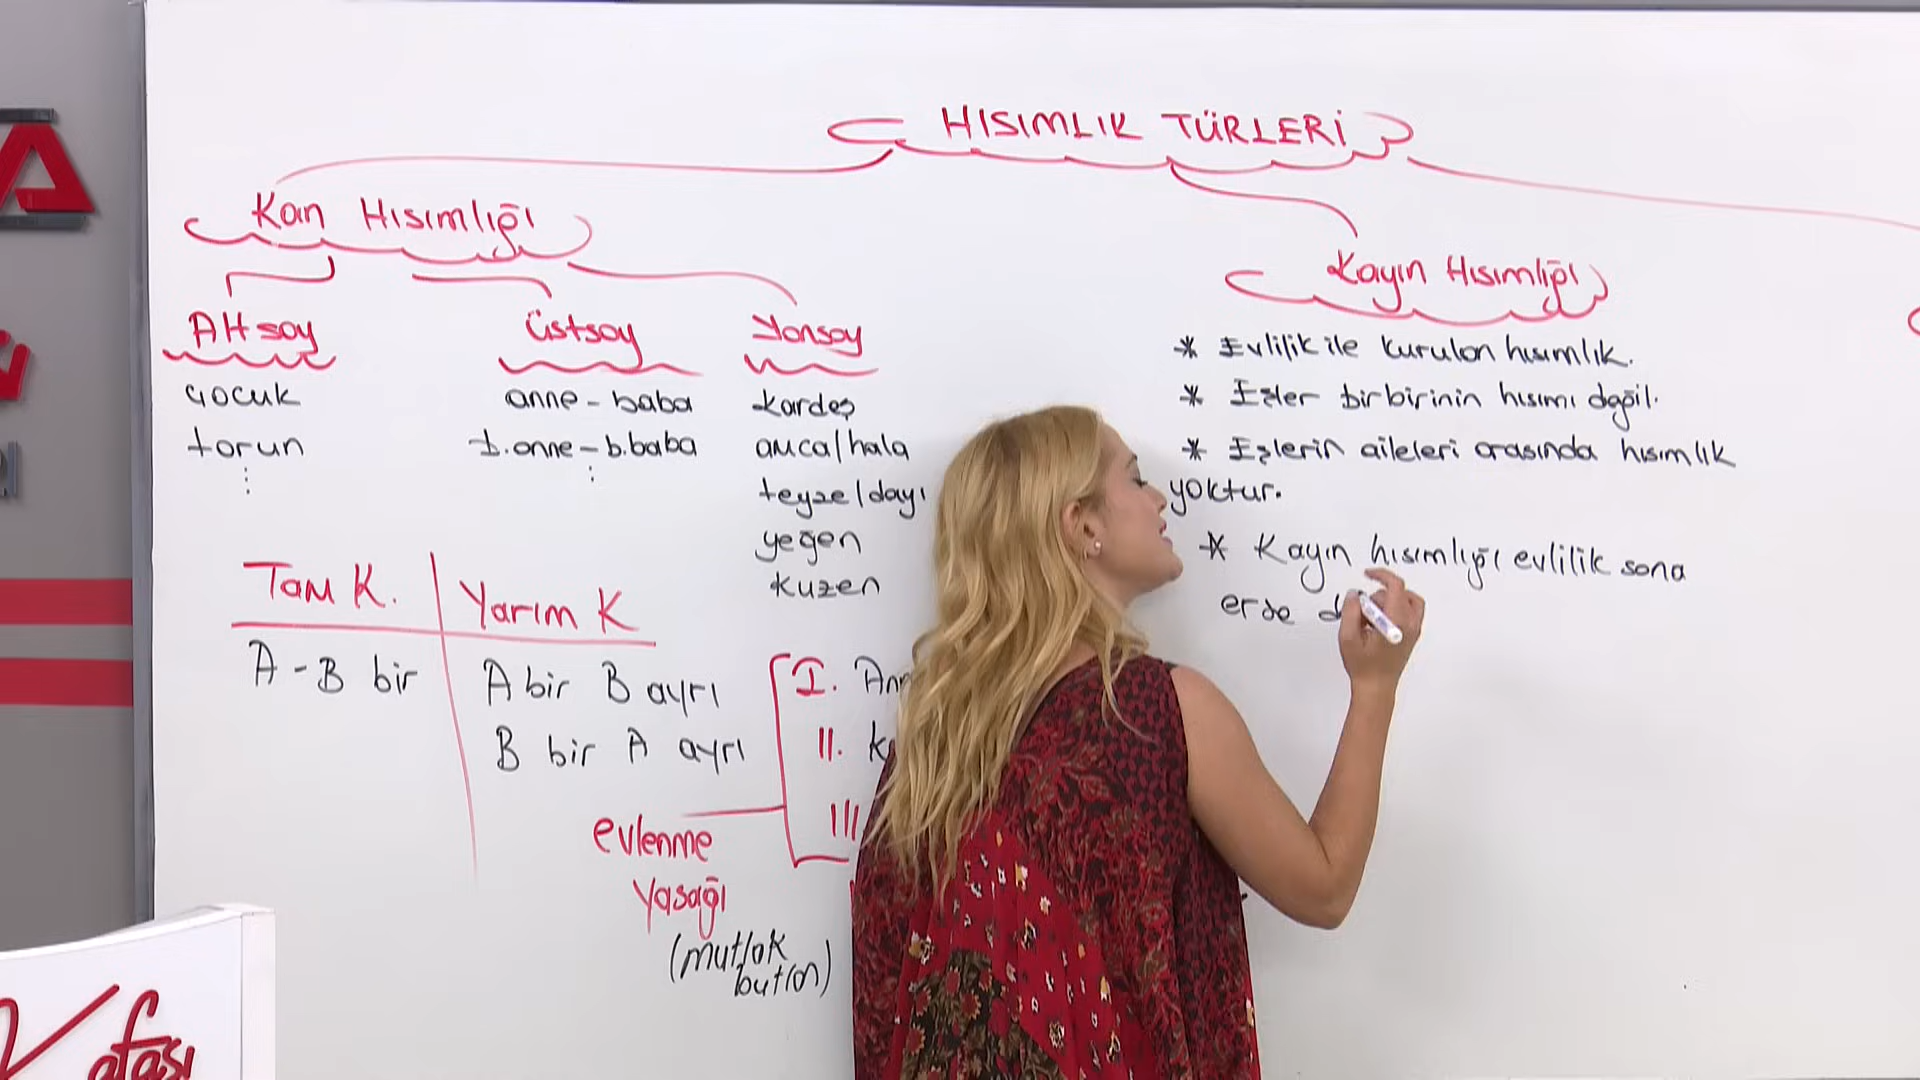 HISIMLIK TÜRLERİ
Kan Hısımlığı
Altsoy
çocuk
torun
Üstsoy
anne - baba
b.anne - b.baba
Yansoy
kardeş
amca/hala
teyze/dayı
yeğen
kuzen
Kayın Hısımlığı
* Evlilik ile kurulan hısımlık.
* Eşler birbirinin hısımı değil.
* Eşlerin aileleri arasında hısımlık
yoktur.
* Kayın hısımlığı evlilik sona
erse
Tam K.
A - B bir
Yarım K
A bir B ayrı
B bir A ayrı
I.
II.
III
evlenme
yasağı
(mutlak
butlan)
Kafası